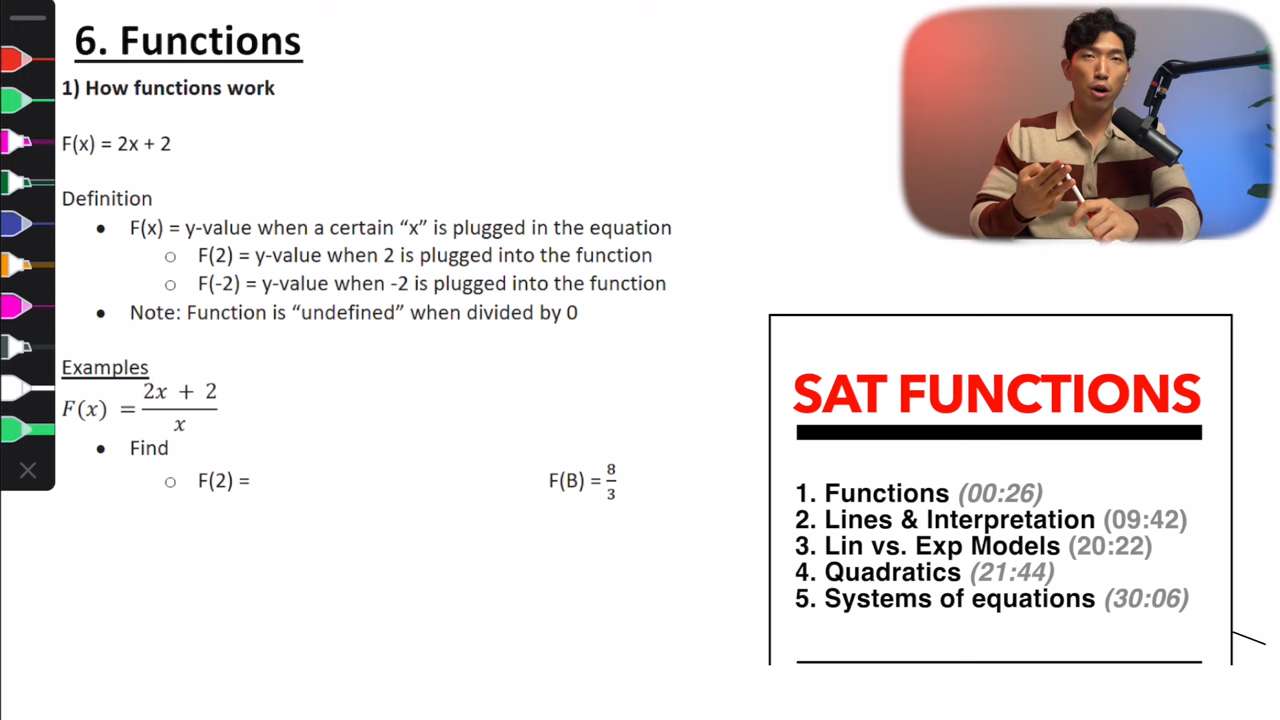 6. Functions
1) How functions work
F(x) = 2x + 2
Definition
● F(x) = y-value when a certain “x” is plugged in the equation
○ F(2) = y-value when 2 is plugged into the function
○ F(-2) = y-value when -2 is plugged into the function
● Note: Function is “undefined” when divided by 0
Examples
F(x) = (2x + 2)/x
● Find
○ F(2) =
F(B) = 8/3
SAT FUNCTIONS
1. Functions (00:26)
2. Lines & Interpretation (09:42)
3. Lin vs. Exp Models (20:22)
4. Quadratics (21:44)
5. Systems of equations (30:06)